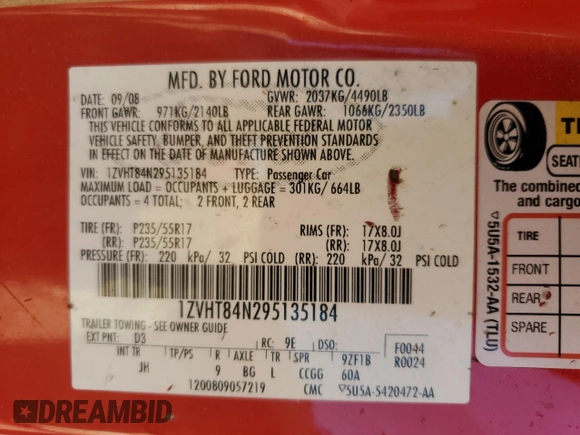 MFD. BY FORD MOTOR CO.
DATE: 09/08 GVWR: 2037KG/4490LB
FRONT GAWR: 971KG/2140LB REAR GAWR: 1066KG/2350LB
THIS VEHICLE CONFORMS TO ALL APPLICABLE FEDERAL MOTOR
VEHICLE SAFETY, BUMPER, AND THEFT PREVENTION STANDARDS
IN EFFECT ON THE DATE OF MANUFACTURE SHOWN ABOVE.
VIN: 1ZVHT84N295135184 TYPE: Passenger Car
MAXIMUM LOAD = OCCUPANTS + LUGGAGE = 301KG/ 664LB
OCCUPANTS = 4 TOTAL: 2 FRONT, 2 REAR
TIRE (FR): P235/55R17 RIMS (FR): 17X8.0J
(RR): P235/55R17 (RR): 17X8.0J
PRESSURE (FR): 220 kPa/ 32 PSI COLD (RR): 220 kPa/ 32 PSI COLD
1ZVHT84N295135184
TRAILER TOWING - SEE OWNER GUIDE
EXT PNT: D3 RC: 9E DSO: F0044
R0024
INT TR TP/PS R AXLE TR SPR 9ZF1B
JH 9 BG L CCGG 60A
1200809057219 CMC ▽5U5A-5420472-AA
SEATI
The combined
and cargo
TIRE
FRONT
REAR
SPARE
▽5U5A-1532-AA (TLU)
DREAMBID